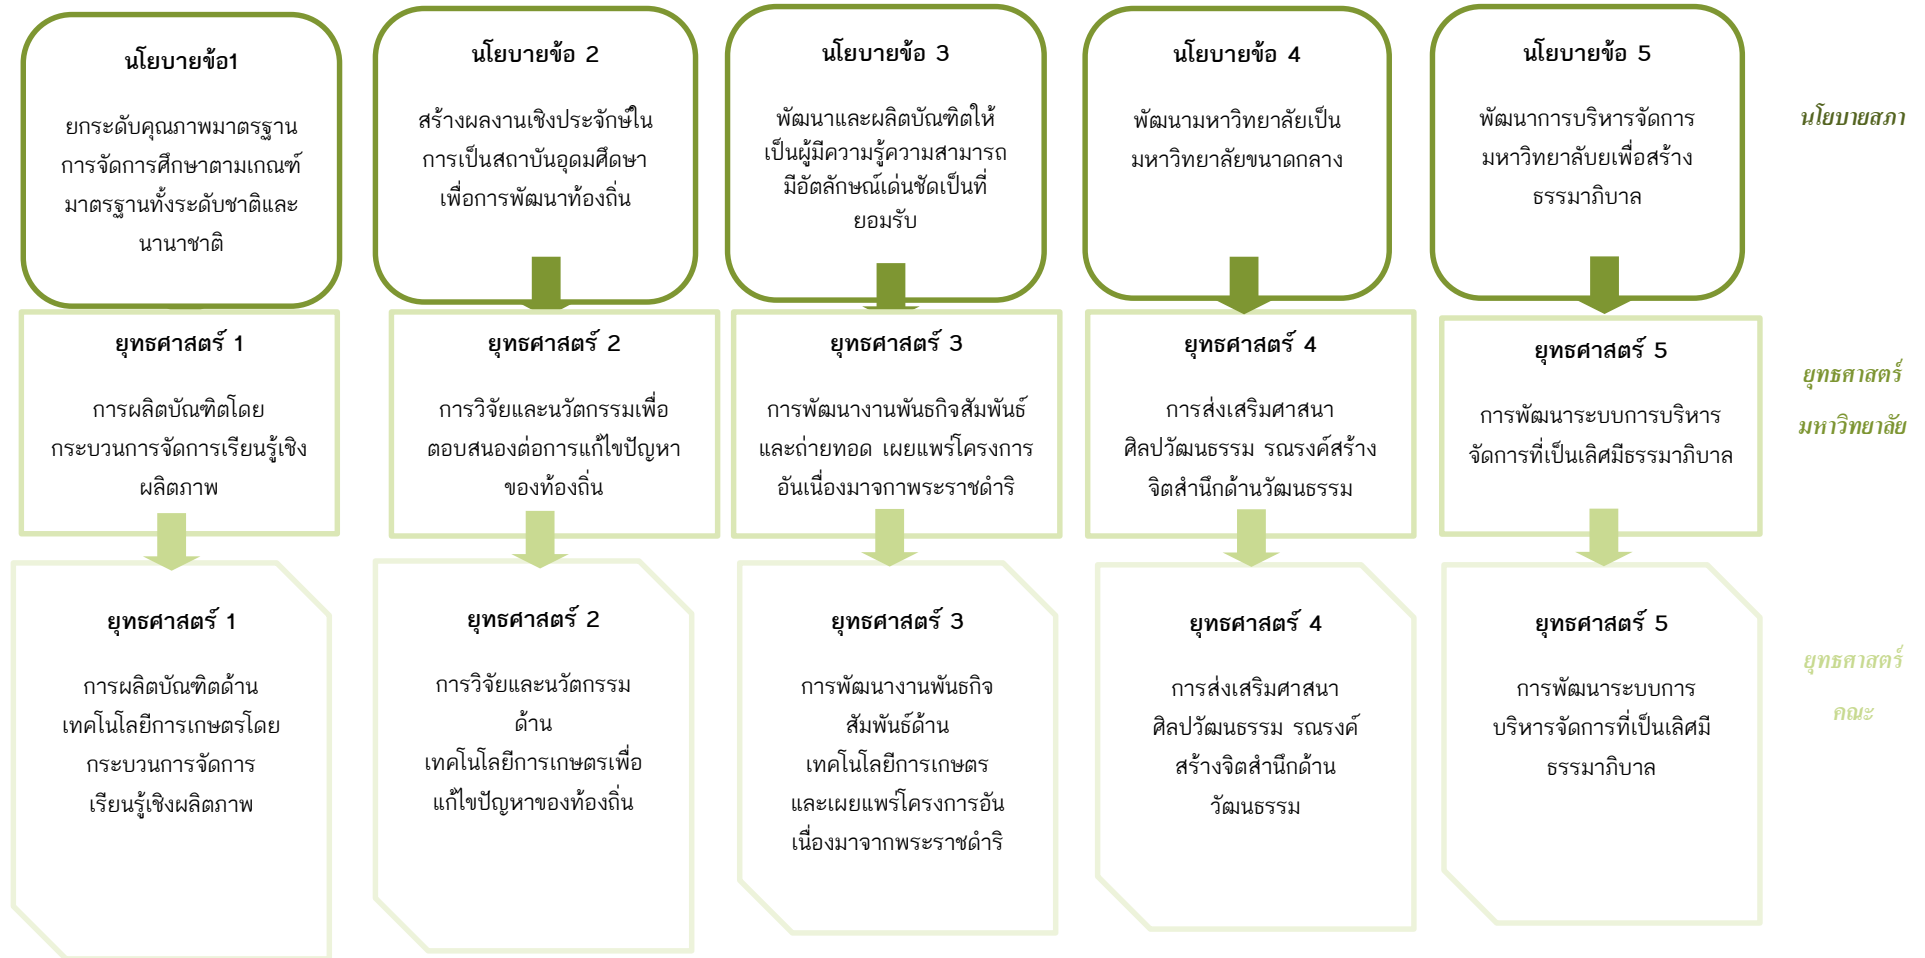 นโยบายข้อ1
ยกระดับคุณภาพมาตรฐาน
การจัดการศึกษาตามเกณฑ์
มาตรฐานทั้งระดับชาติและ
นานาชาติ
นโยบายข้อ 2
สร้างผลงานเชิงประจักษ์ใน
การเป็นสถาบันอุดมศึดษา
เพื่อการพัฒนาท้องถิ่น
นโยบายข้อ 3
พัฒนาและผลิตบัณฑิตให้
เป็นผู้มีความรู้ความสามารถ
มีอัตลักษณ์เด่นชัดเป็นที่
ยอมรับ
นโยบายข้อ 4
พัฒนามหาวิทยาลัยเป็น
มหาวิทยาลัยขนาดกลาง
นโยบายข้อ 5
พัฒนาการบริหารจัดการ
มหาวิทยาลับยเพื่อสร้าง
ธรรมาภิบาล
นโยบายสภา
ยุทธศาสตร์ 1
การผลิตบัณฑิตโดย
กระบวนการจัดการเรียนรู้เชิง
ผลิตภาพ
ยุทธศาสตร์ 2
การวิจัยและนวัตกรรมเพื่อ
ตอบสนองต่อการแก้ไขปัญหา
ของท้องถิ่น
ยุทธศาสตร์ 3
การพัฒนางานพันธกิจสัมพันธ์
และถ่ายทอด เผยแพร่โครงการ
อันเนื่องมาจกาพระราชดำริ
ยุทธศาสตร์ 4
การส่งเสริมศาสนา
ศิลปวัฒนธรรม รณรงค์สร้าง
จิตสำนึกด้านวัฒนธรรม
ยุทธศาสตร์ 5
การพัฒนาระบบการบริหาร
จัดการที่เป็นเลิศมีธรรมาภิบาล
ยุทธศาสตร์
มหาวิทยาลัย
ยุทธศาสตร์ 1
การผลิตบัณฑิตด้าน
เทคโนโลยีการเกษตรโดย
กระบวนการจัดการ
เรียนรู้เชิงผลิตภาพ
ยุทธศาสตร์ 2
การวิจัยและนวัตกรรม
ด้าน
เทคโนโลยีการเกษตรเพื่อ
แก้ไขปัญหาของท้องถิ่น
ยุทธศาสตร์ 3
การพัฒนางานพันธกิจ
สัมพันธ์ด้าน
เทคโนโลยีการเกษตร
และเผยแพร่โครงการอัน
เนื่องมาจากพระราชดำริ
ยุทธศาสตร์ 4
การส่งเสริมศาสนา
ศิลปวัฒนธรรม รณรงค์
สร้างจิตสำนึกด้าน
วัฒนธรรม
ยุทธศาสตร์ 5
การพัฒนาระบบการ
บริหารจัดการที่เป็นเลิศมี
ธรรมาภิบาล
ยุทธศาสตร์
คณะ